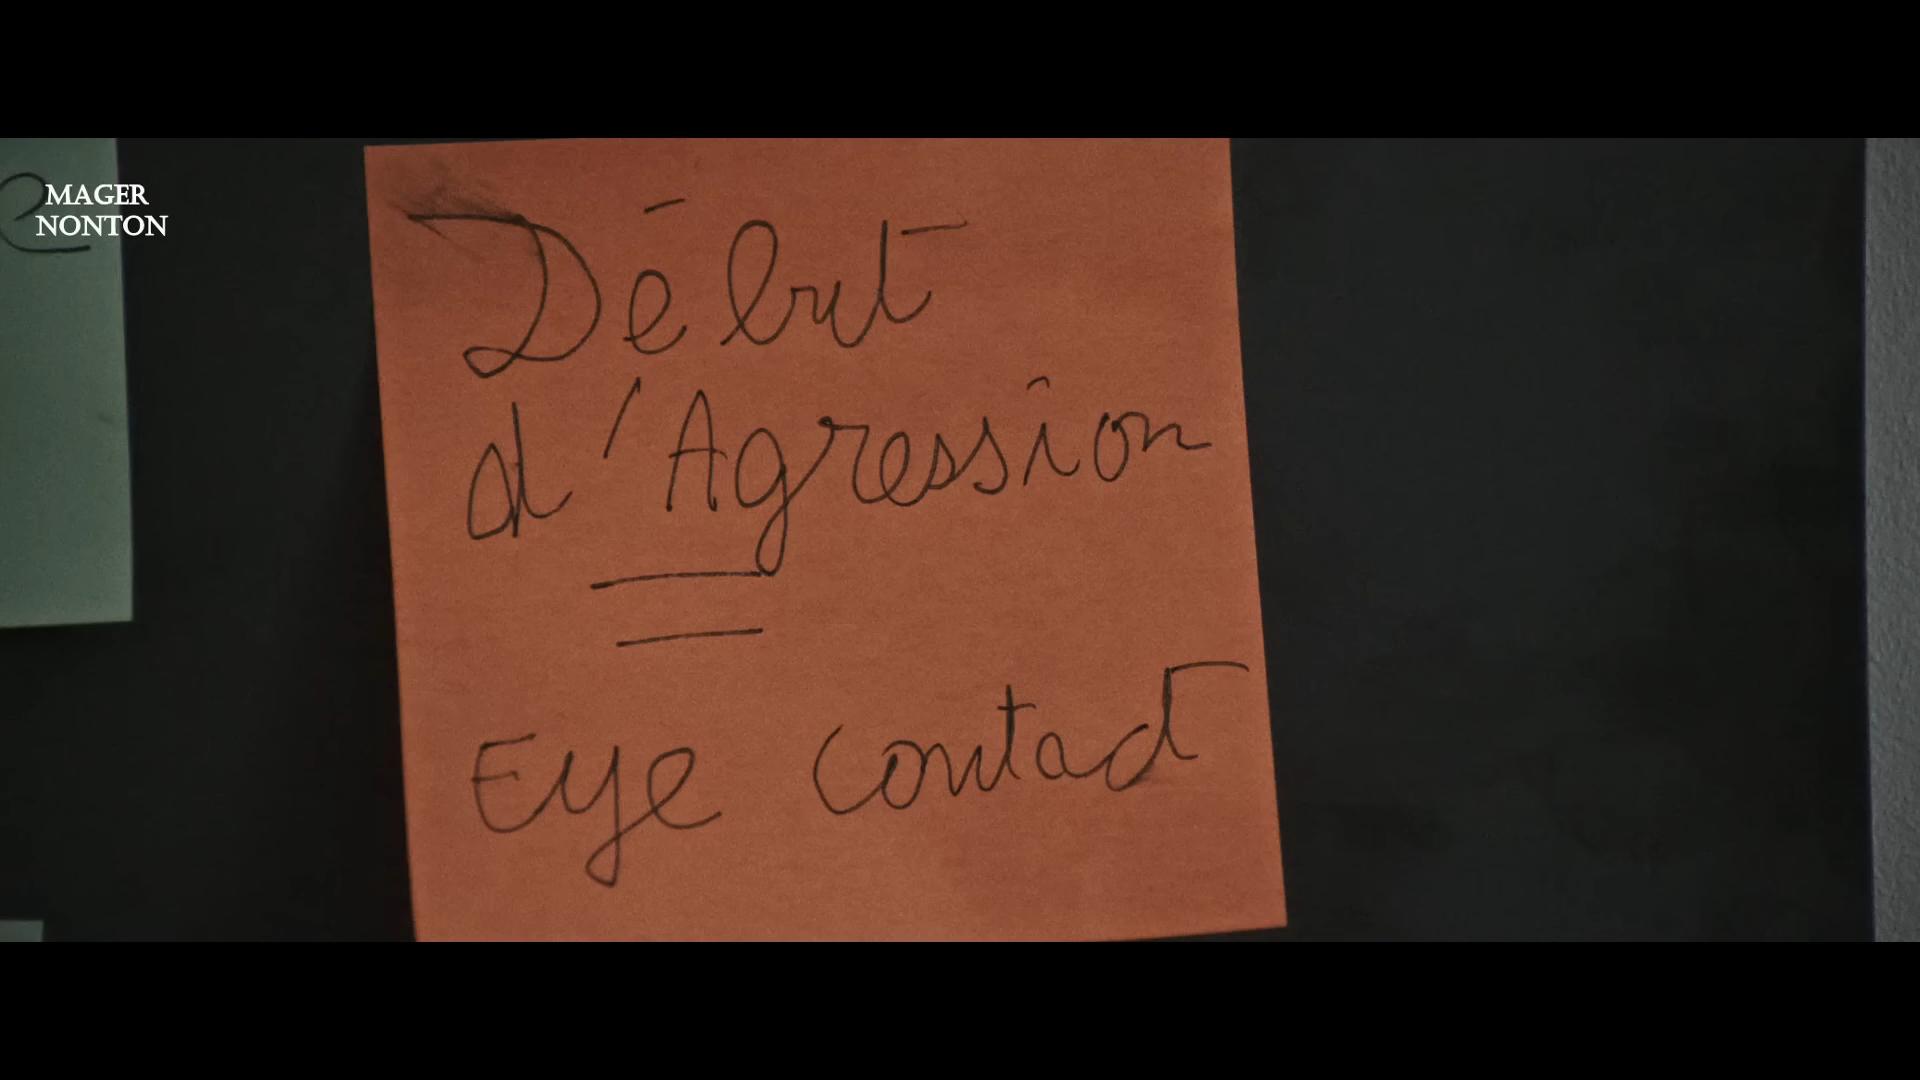 MAGER
NONTON
Début
d'Agression
Eye contact